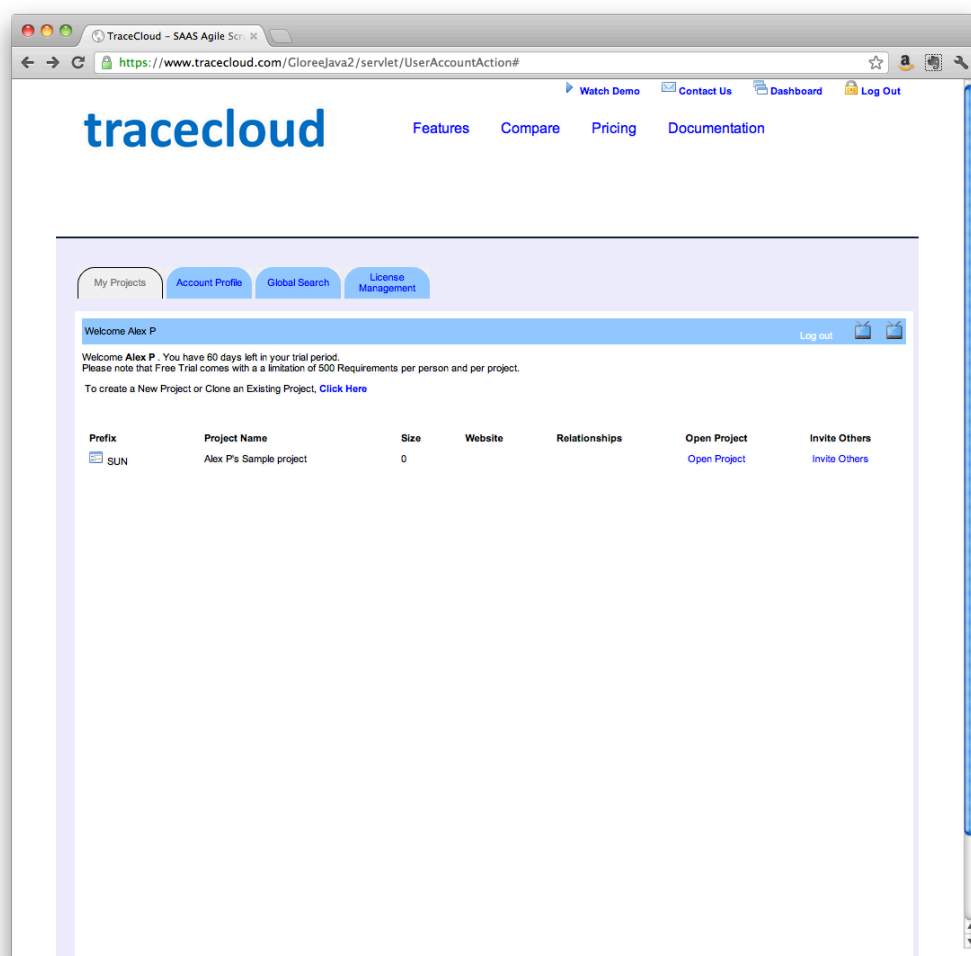 TraceCloud – SAAS Agile Scr
https://www.tracecloud.com/GloreeJava2/servlet/UserAccountAction#
Watch Demo Contact Us Dashboard Log Out
tracecloud
Features Compare Pricing Documentation
My Projects Account Profile Global Search License Management
Welcome Alex P Log out
Welcome Alex P . You have 60 days left in your trial period.
Please note that Free Trial comes with a a limitation of 500 Requirements per person and per project.
To create a New Project or Clone an Existing Project, Click Here
Prefix Project Name Size Website Relationships Open Project Invite Others
SUN Alex P's Sample project 0 Open Project Invite Others